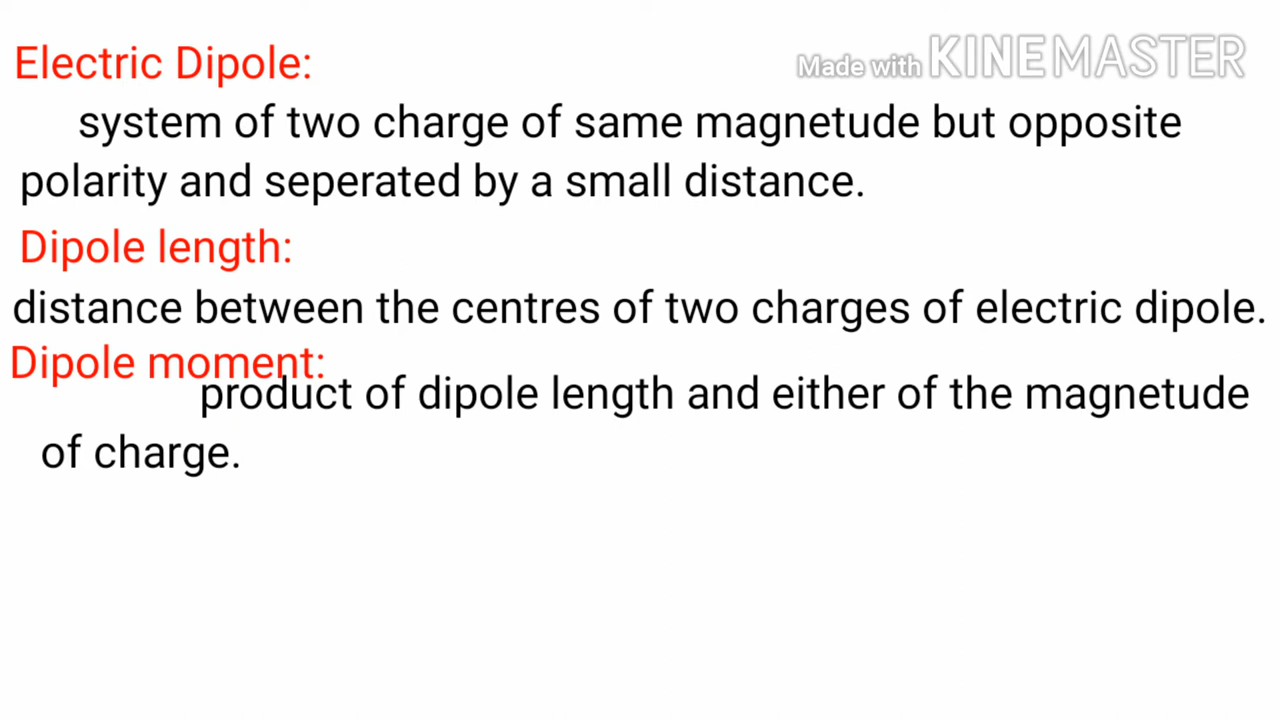 Electric Dipole:
Made with KINEMASTER
system of two charge of same magnetude but opposite
polarity and seperated by a small distance.
Dipole length:
distance between the centres of two charges of electric dipole.
Dipole moment:
product of dipole length and either of the magnetude
of charge.